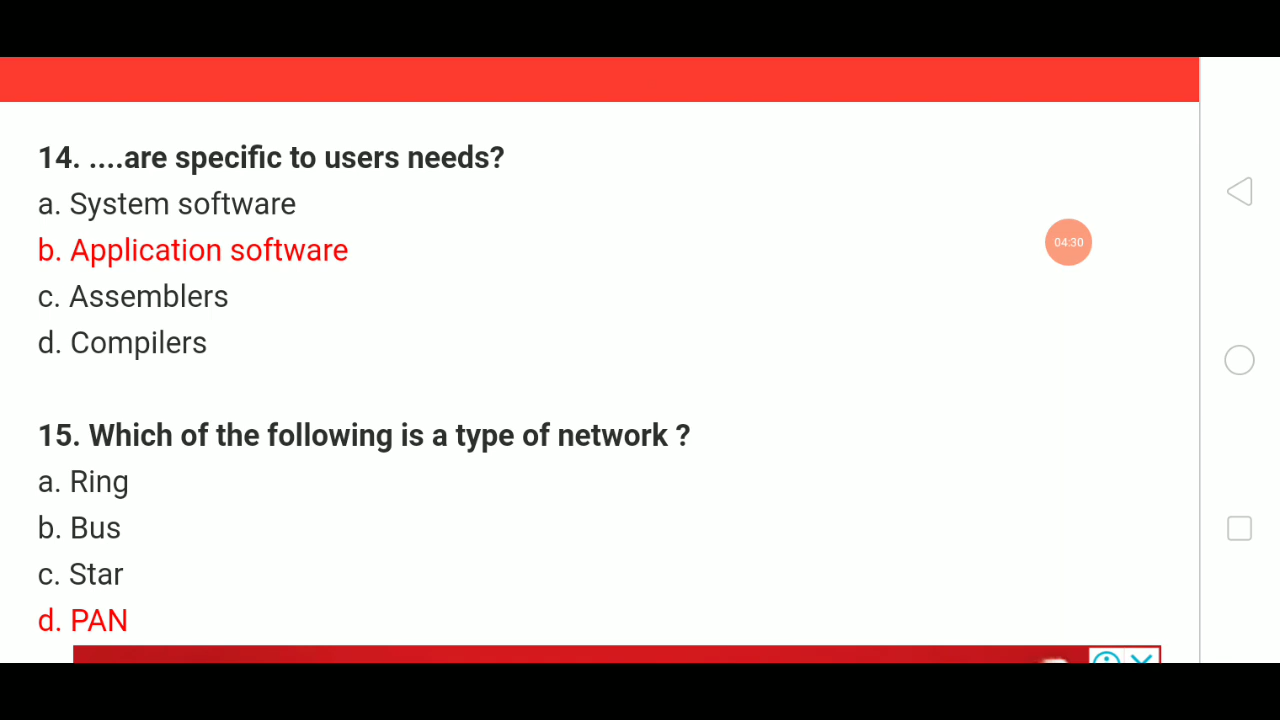 14. ....are specific to users needs?
a. System software
04:30
b. Application software
c. Assemblers
d. Compilers
15. Which of the following is a type of network ?
a. Ring
b. Bus
c. Star
d. PAN